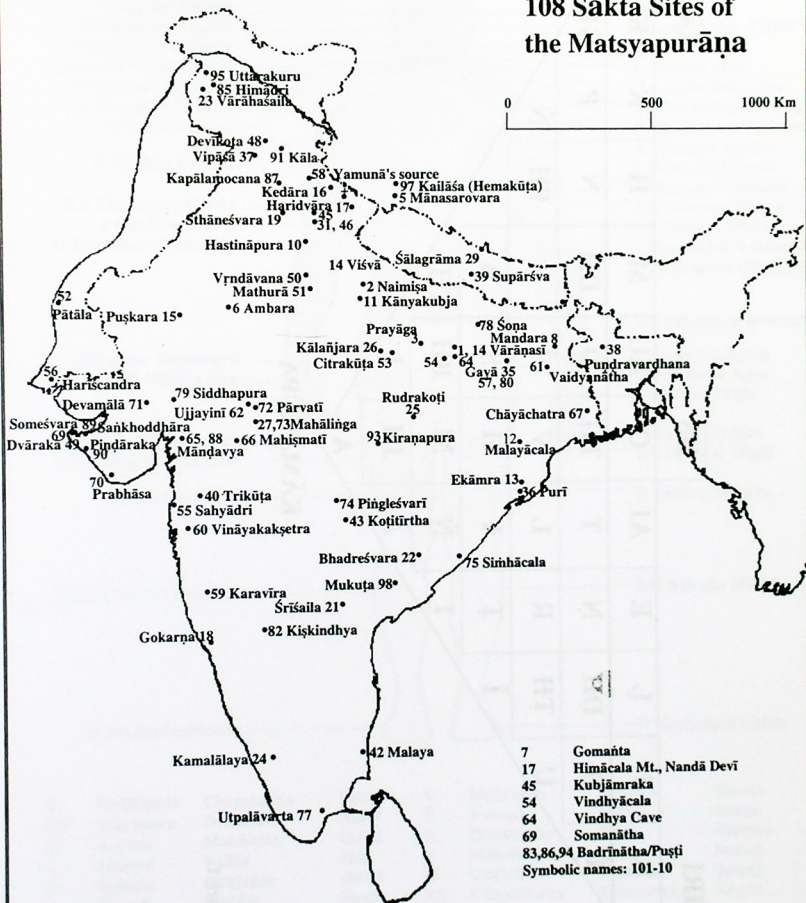 108 Śākta Sites of
the Matsyapurāṇa
0 500 1000 Km
95 Uttarakuru
85 Himādri
23 Vārāhaśaila
Devīkoṭa 48
Vipāśā 37
91 Kāla
58 Yamunā's source
Kapālamocana 87
Kedāra 16
97 Kailāśa (Hemakūṭa)
5 Mānasarovara
Haridvāra 17
45
Sthāneśvara 19
31, 46
Hastināpura 10
Śālagrāma 29
14 Viśvā
39 Supārśva
Vṛndāvana 50
2 Naimiṣa
Mathurā 51
11 Kānyakubja
52
Pātāla
Puṣkara 15
6 Ambara
Prayāga
3
78 Śoṇa
Mandara 8
Kālañjara 26
1, 14 Vārāṇasī
38
Citrakūṭa 53
54
64
Gayā 35
61
Pundravardhana
57, 80
Vaidyanātha
56
Hariścandra
79 Siddhapura
Devamālā 71
Ujjayinī 62
72 Pārvatī
Rudrakoṭi
25
Chāyāchatra 67
27,73 Mahāliṅga
Someśvara 89
Saṅkhoddhāra
69
65, 88
66 Mahiṣmatī
93 Kiraṇapura
12
Dvārakā 49
Piṇḍāraka
Māṇḍavya
Malayācala
90
70
Prabhāsa
Ekāmra 13
40 Trikūṭa
36 Purī
55 Sahyādri
74 Piṅgleśvarī
60 Vināyakakṣetra
43 Koṭitīrtha
Bhadreśvara 22
75 Siṁhācala
59 Karavīra
Mukuṭa 98
Śrīśaila 21
Gokarṇa 18
82 Kiṣkindhya
Kamalālaya 24
42 Malaya
Utpalāvarta 77
7 Gomaṅta
17 Himācala Mt., Nandā Devī
45 Kubjāmraka
54 Vindhyācala
64 Vindhya Cave
69 Somanātha
83,86,94 Badrīnātha/Puṣṭi
Symbolic names: 101-10